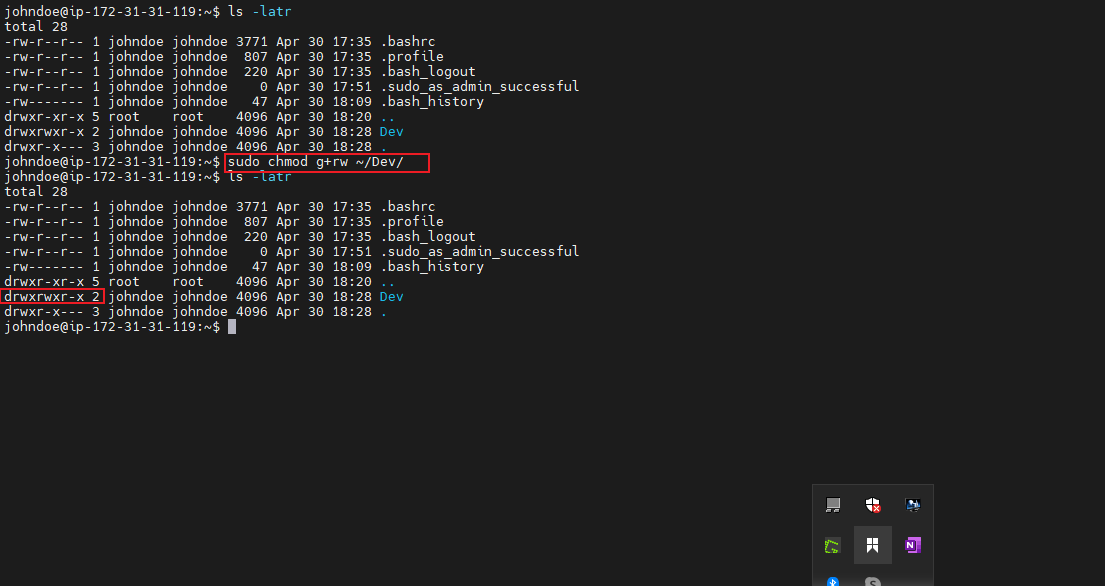 johndoe@ip-172-31-31-119:~$ ls -latr
total 28
-rw-r--r-- 1 johndoe johndoe 3771 Apr 30 17:35 .bashrc
-rw-r--r-- 1 johndoe johndoe  807 Apr 30 17:35 .profile
-rw-r--r-- 1 johndoe johndoe  220 Apr 30 17:35 .bash_logout
-rw-r--r-- 1 johndoe johndoe    0 Apr 30 17:51 .sudo_as_admin_successful
-rw------- 1 johndoe johndoe   47 Apr 30 18:09 .bash_history
drwxr-xr-x 5 root    root    4096 Apr 30 18:20 ..
drwxrwxr-x 2 johndoe johndoe 4096 Apr 30 18:28 Dev
drwxr-x--- 3 johndoe johndoe 4096 Apr 30 18:28 .
johndoe@ip-172-31-31-119:~$ sudo chmod g+rw ~/Dev/
johndoe@ip-172-31-31-119:~$ ls -latr
total 28
-rw-r--r-- 1 johndoe johndoe 3771 Apr 30 17:35 .bashrc
-rw-r--r-- 1 johndoe johndoe  807 Apr 30 17:35 .profile
-rw-r--r-- 1 johndoe johndoe  220 Apr 30 17:35 .bash_logout
-rw-r--r-- 1 johndoe johndoe    0 Apr 30 17:51 .sudo_as_admin_successful
-rw------- 1 johndoe johndoe   47 Apr 30 18:09 .bash_history
drwxr-xr-x 5 root    root    4096 Apr 30 18:20 ..
drwxrwxr-x 2 johndoe johndoe 4096 Apr 30 18:28 Dev
drwxr-x--- 3 johndoe johndoe 4096 Apr 30 18:28 .
johndoe@ip-172-31-31-119:~$
N
S